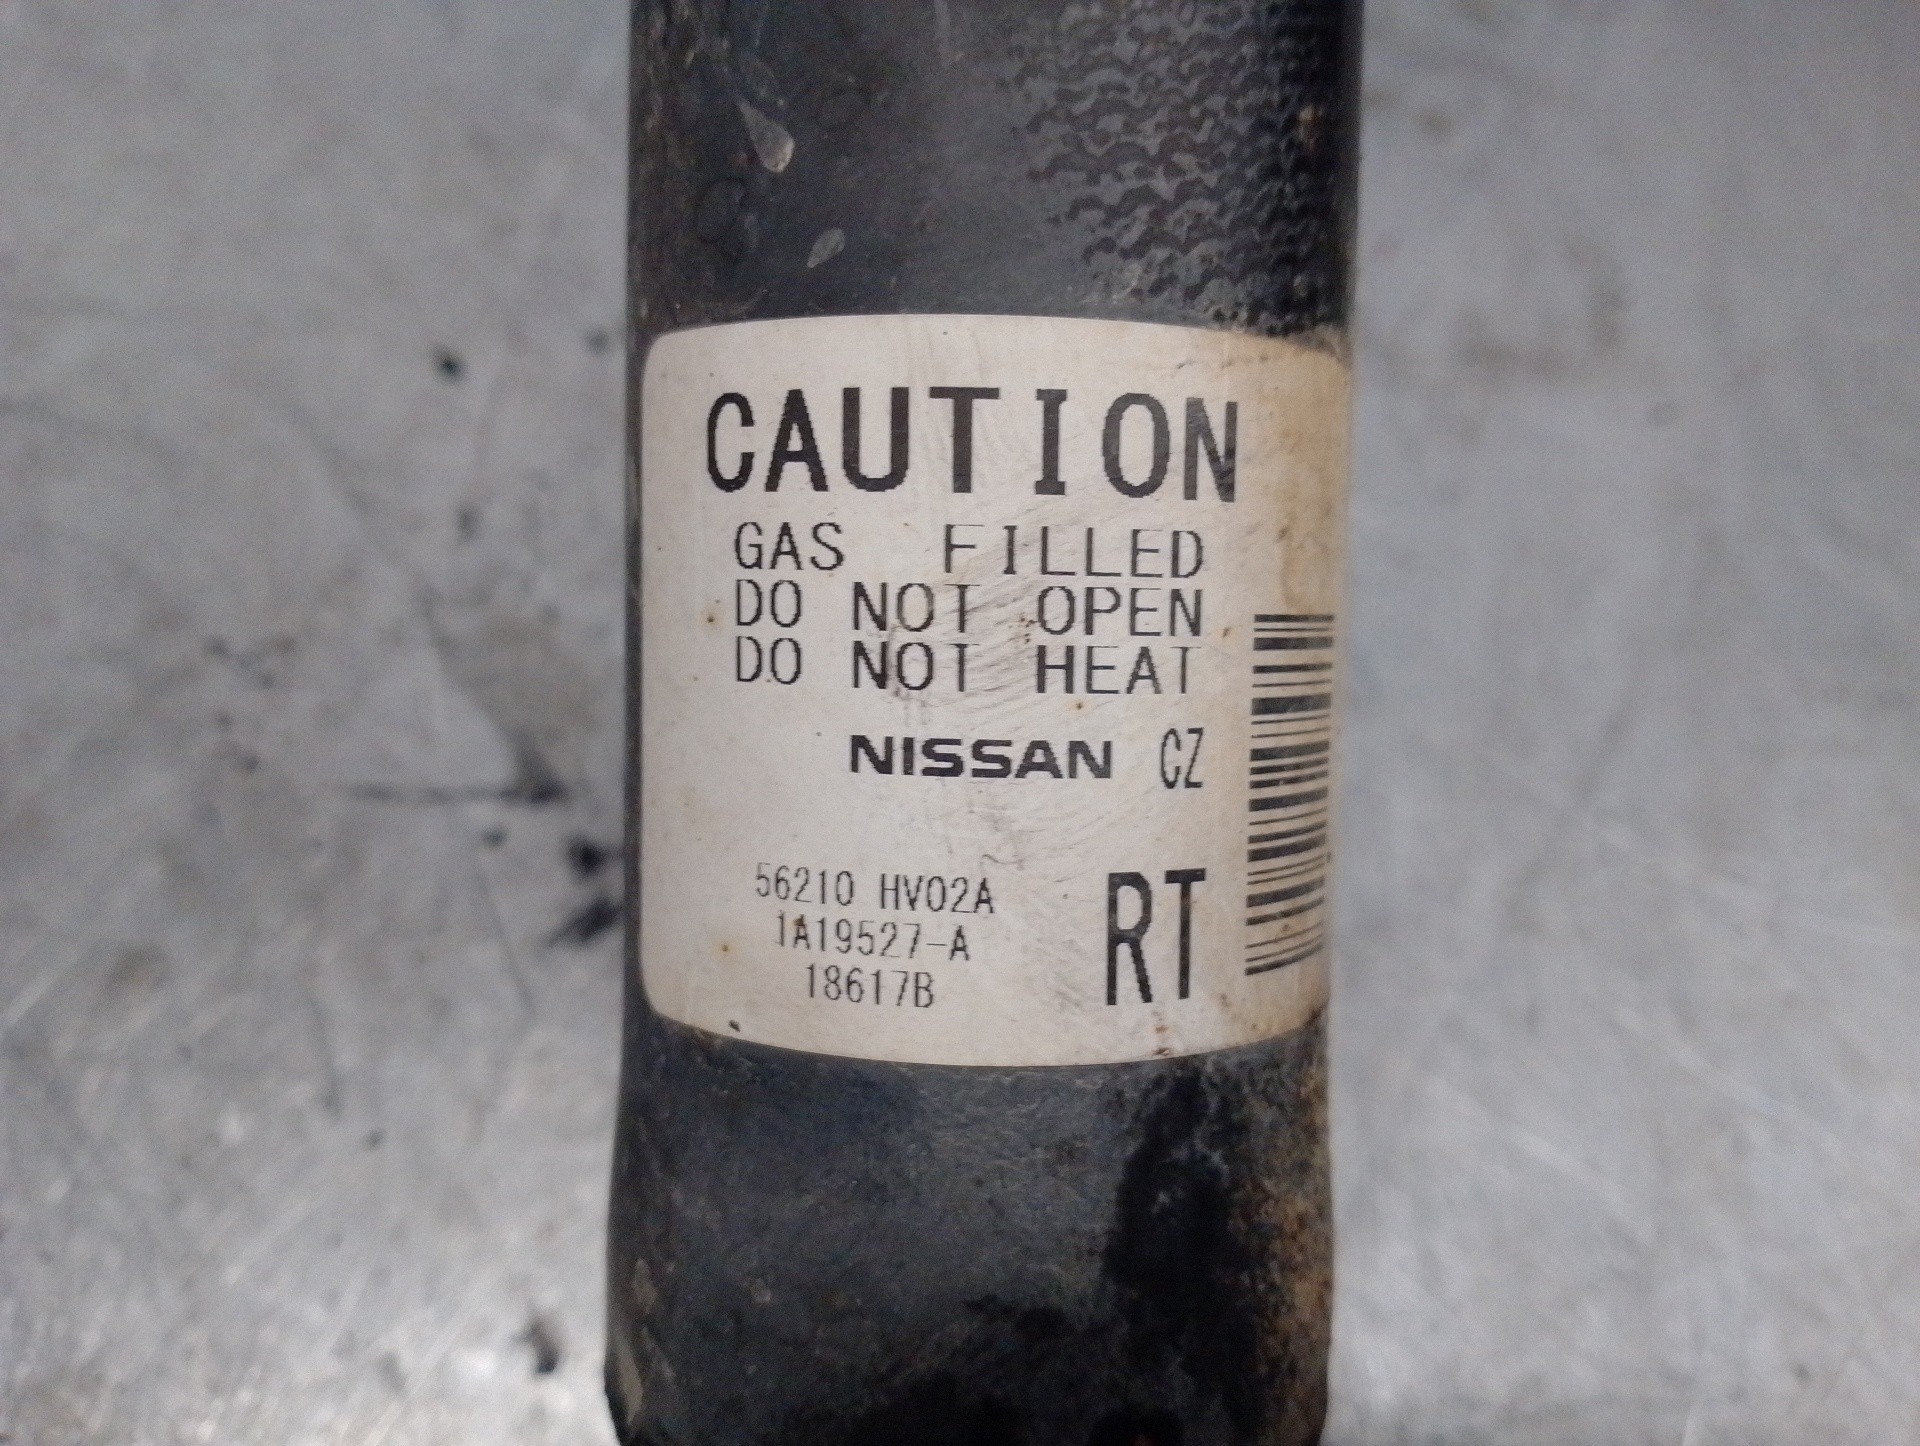 CAUTION
GAS FILLED
DO NOT OPEN
DO NOT HEAT
NISSAN CZ
56210 HV02A
1A19527-A
18617B
RT